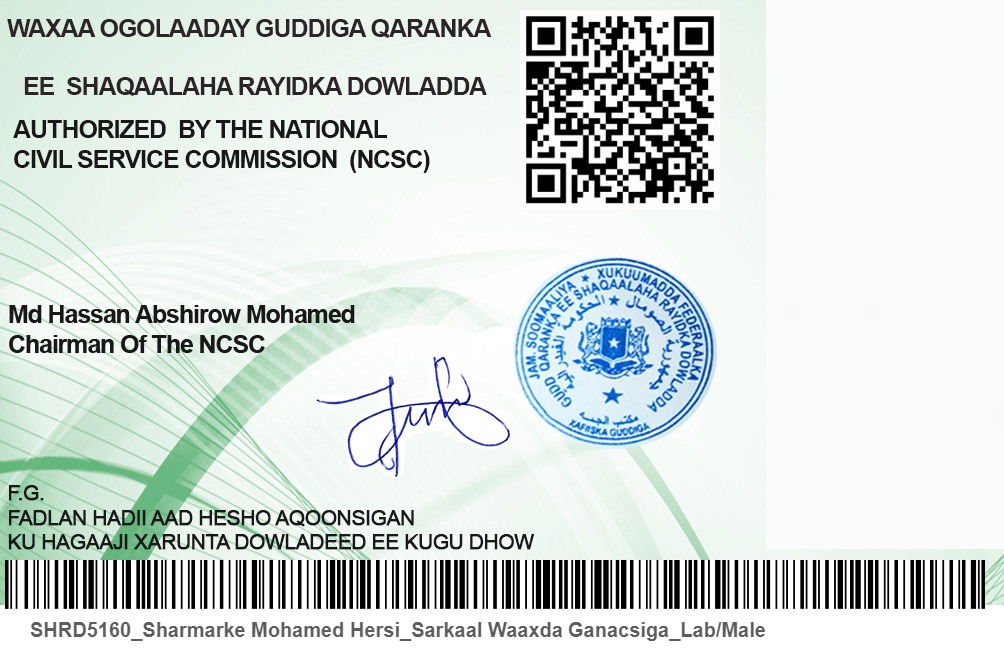 WAXAA OGOLAADAY GUDDIGA QARANKA
EE SHAQAALAHA RAYIDKA DOWLADDA
AUTHORIZED BY THE NATIONAL
CIVIL SERVICE COMMISSION (NCSC)
JAM. SOOMAALIYA ★ XUKUUMADDA FEDERAALKA
GUDD QARANKA EE SHAQAALAHA RAYIDKA DOWLADDA
مكتب
XAFIISKA GUDDIGA
Md Hassan Abshirow Mohamed
Chairman Of The NCSC
F.G.
FADLAN HADII AAD HESHO AQOONSIGAN
KU HAGAAJI XARUNTA DOWLADEED EE KUGU DHOW
SHRD5160_Sharmarke Mohamed Hersi_Sarkaal Waaxda Ganacsiga_Lab/Male